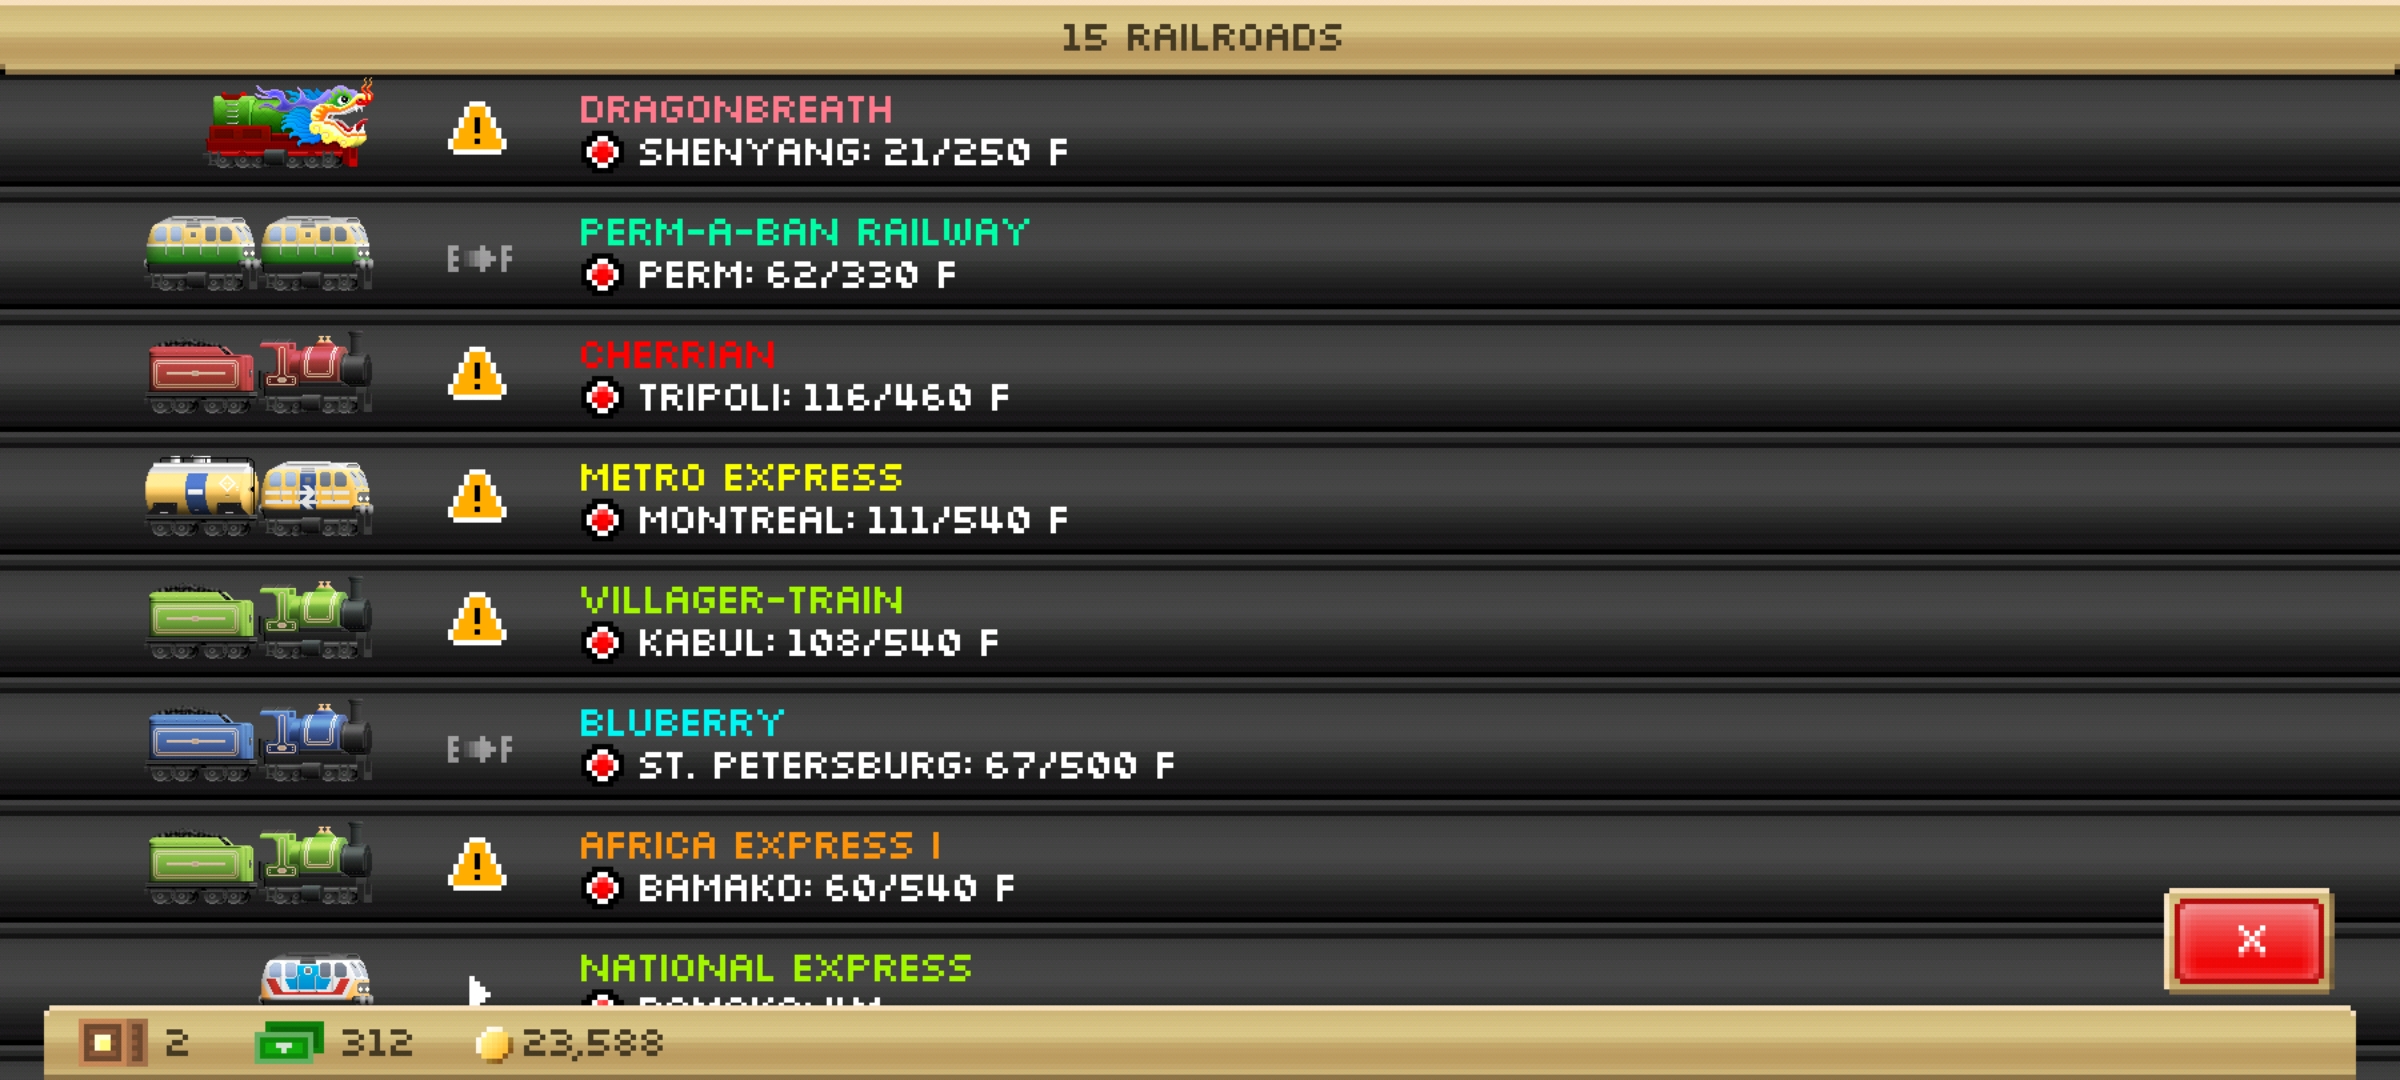 15 RAILROADS
DRAGONBREATH
SHENYANG: 21/250 F
E F
PERM-A-BAN RAILWAY
PERM: 62/330 F
CHERRIAN
TRIPOLI: 116/460 F
METRO EXPRESS
MONTREAL: 111/540 F
VILLAGER-TRAIN
KABUL: 108/540 F
E F
BLUBERRY
ST. PETERSBURG: 67/500 F
AFRICA EXPRESS I
BAMAKO: 60/540 F
X
NATIONAL EXPRESS
2 312 23,588